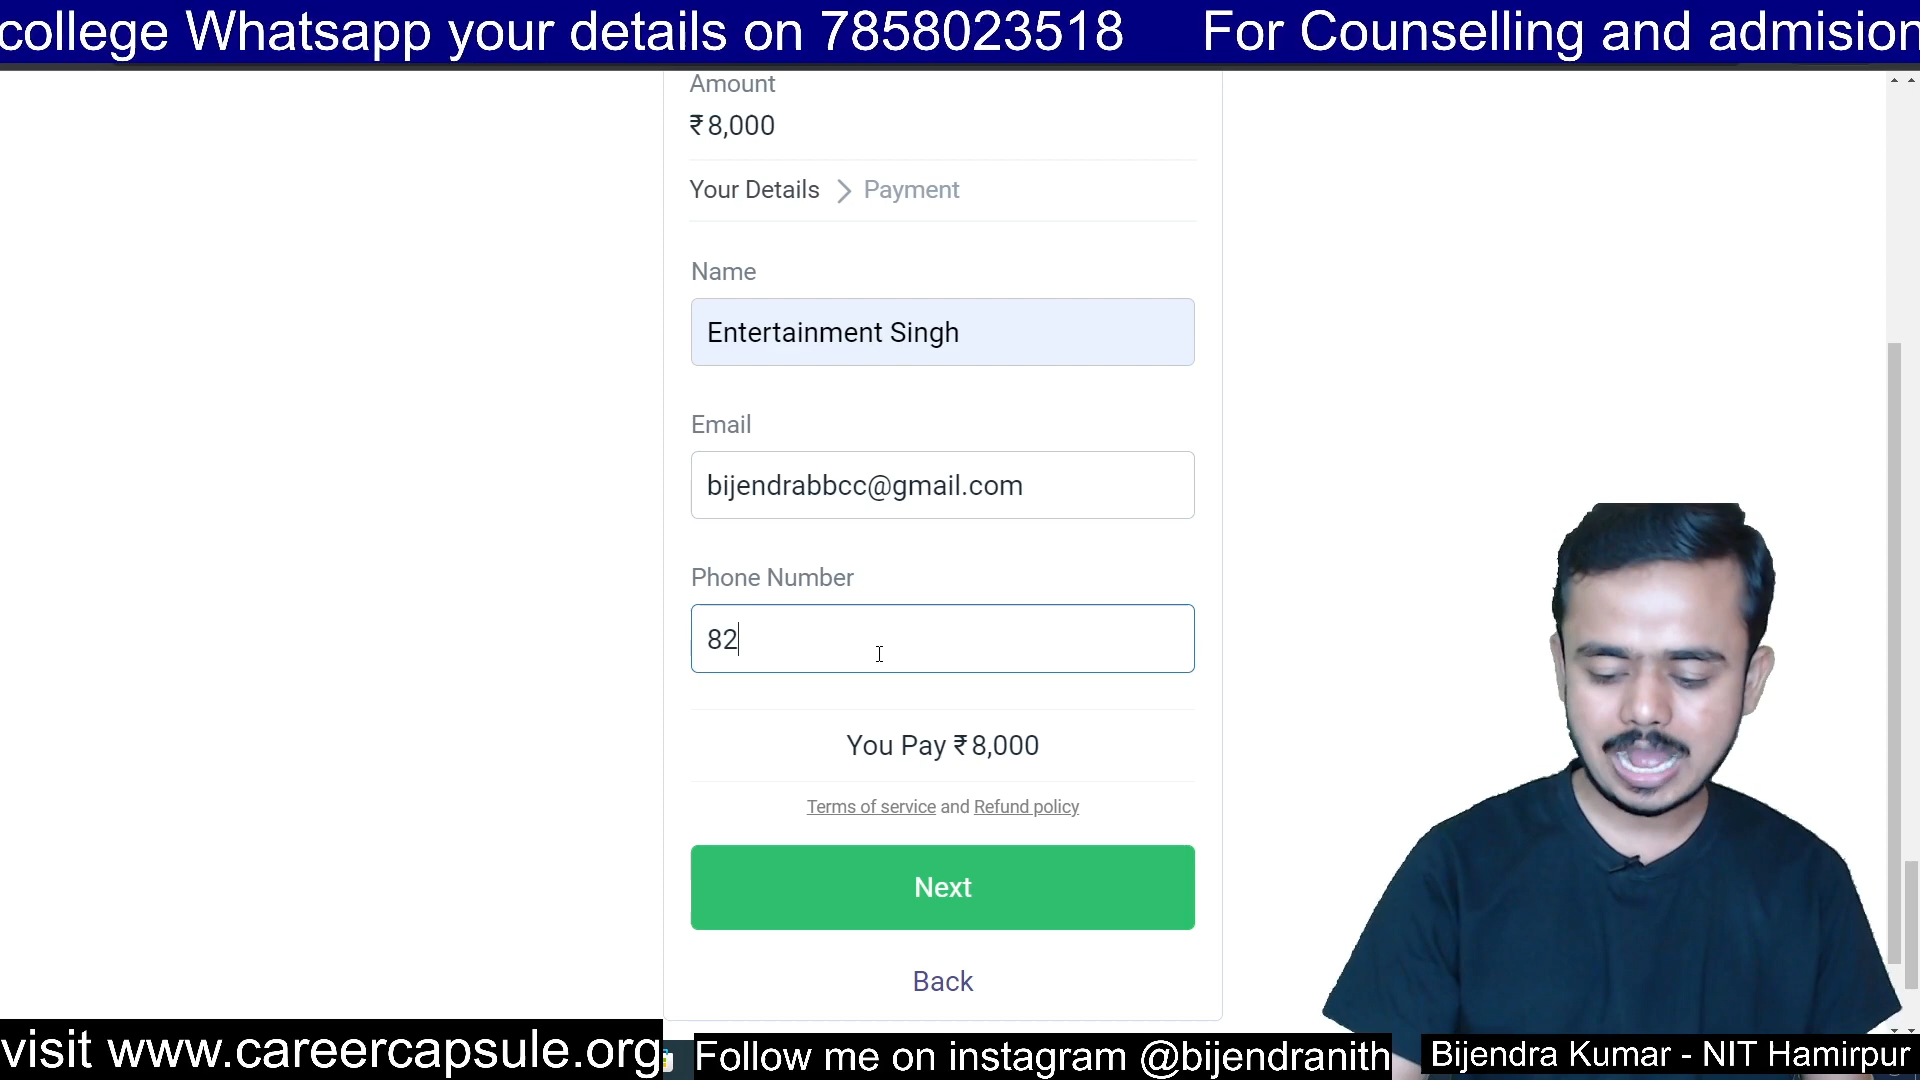 college Whatsapp your details on 7858023518 For Counselling and admision
Amount
₹8,000
Your Details > Payment
Name
Entertainment Singh
Email
bijendrabbcc@gmail.com
Phone Number
82
You Pay ₹8,000
Terms of service and Refund policy
Next
Back
visit www.careercapsule.org
Follow me on instagram @bijendranith
Bijendra Kumar - NIT Hamirpur